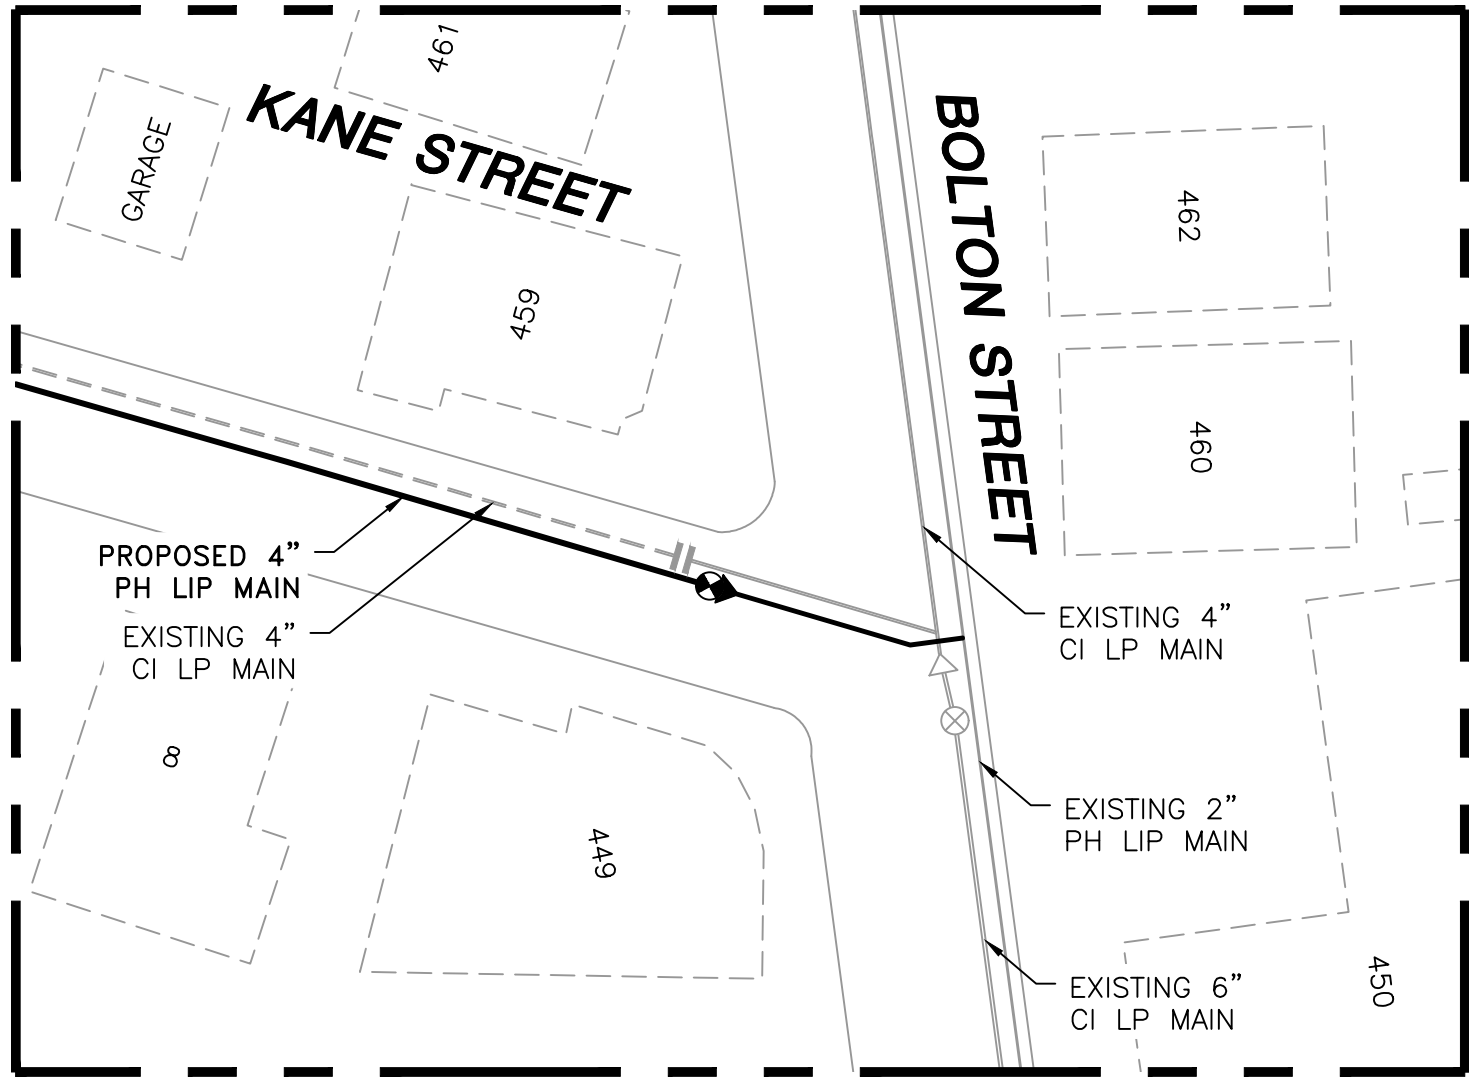 461
KANE STREET
GARAGE
459
BOLTON STREET
462
460
PROPOSED 4”
PH LIP MAIN
EXISTING 4”
CI LP MAIN
EXISTING 4”
CI LP MAIN
8
449
EXISTING 2”
PH LIP MAIN
EXISTING 6”
CI LP MAIN
450